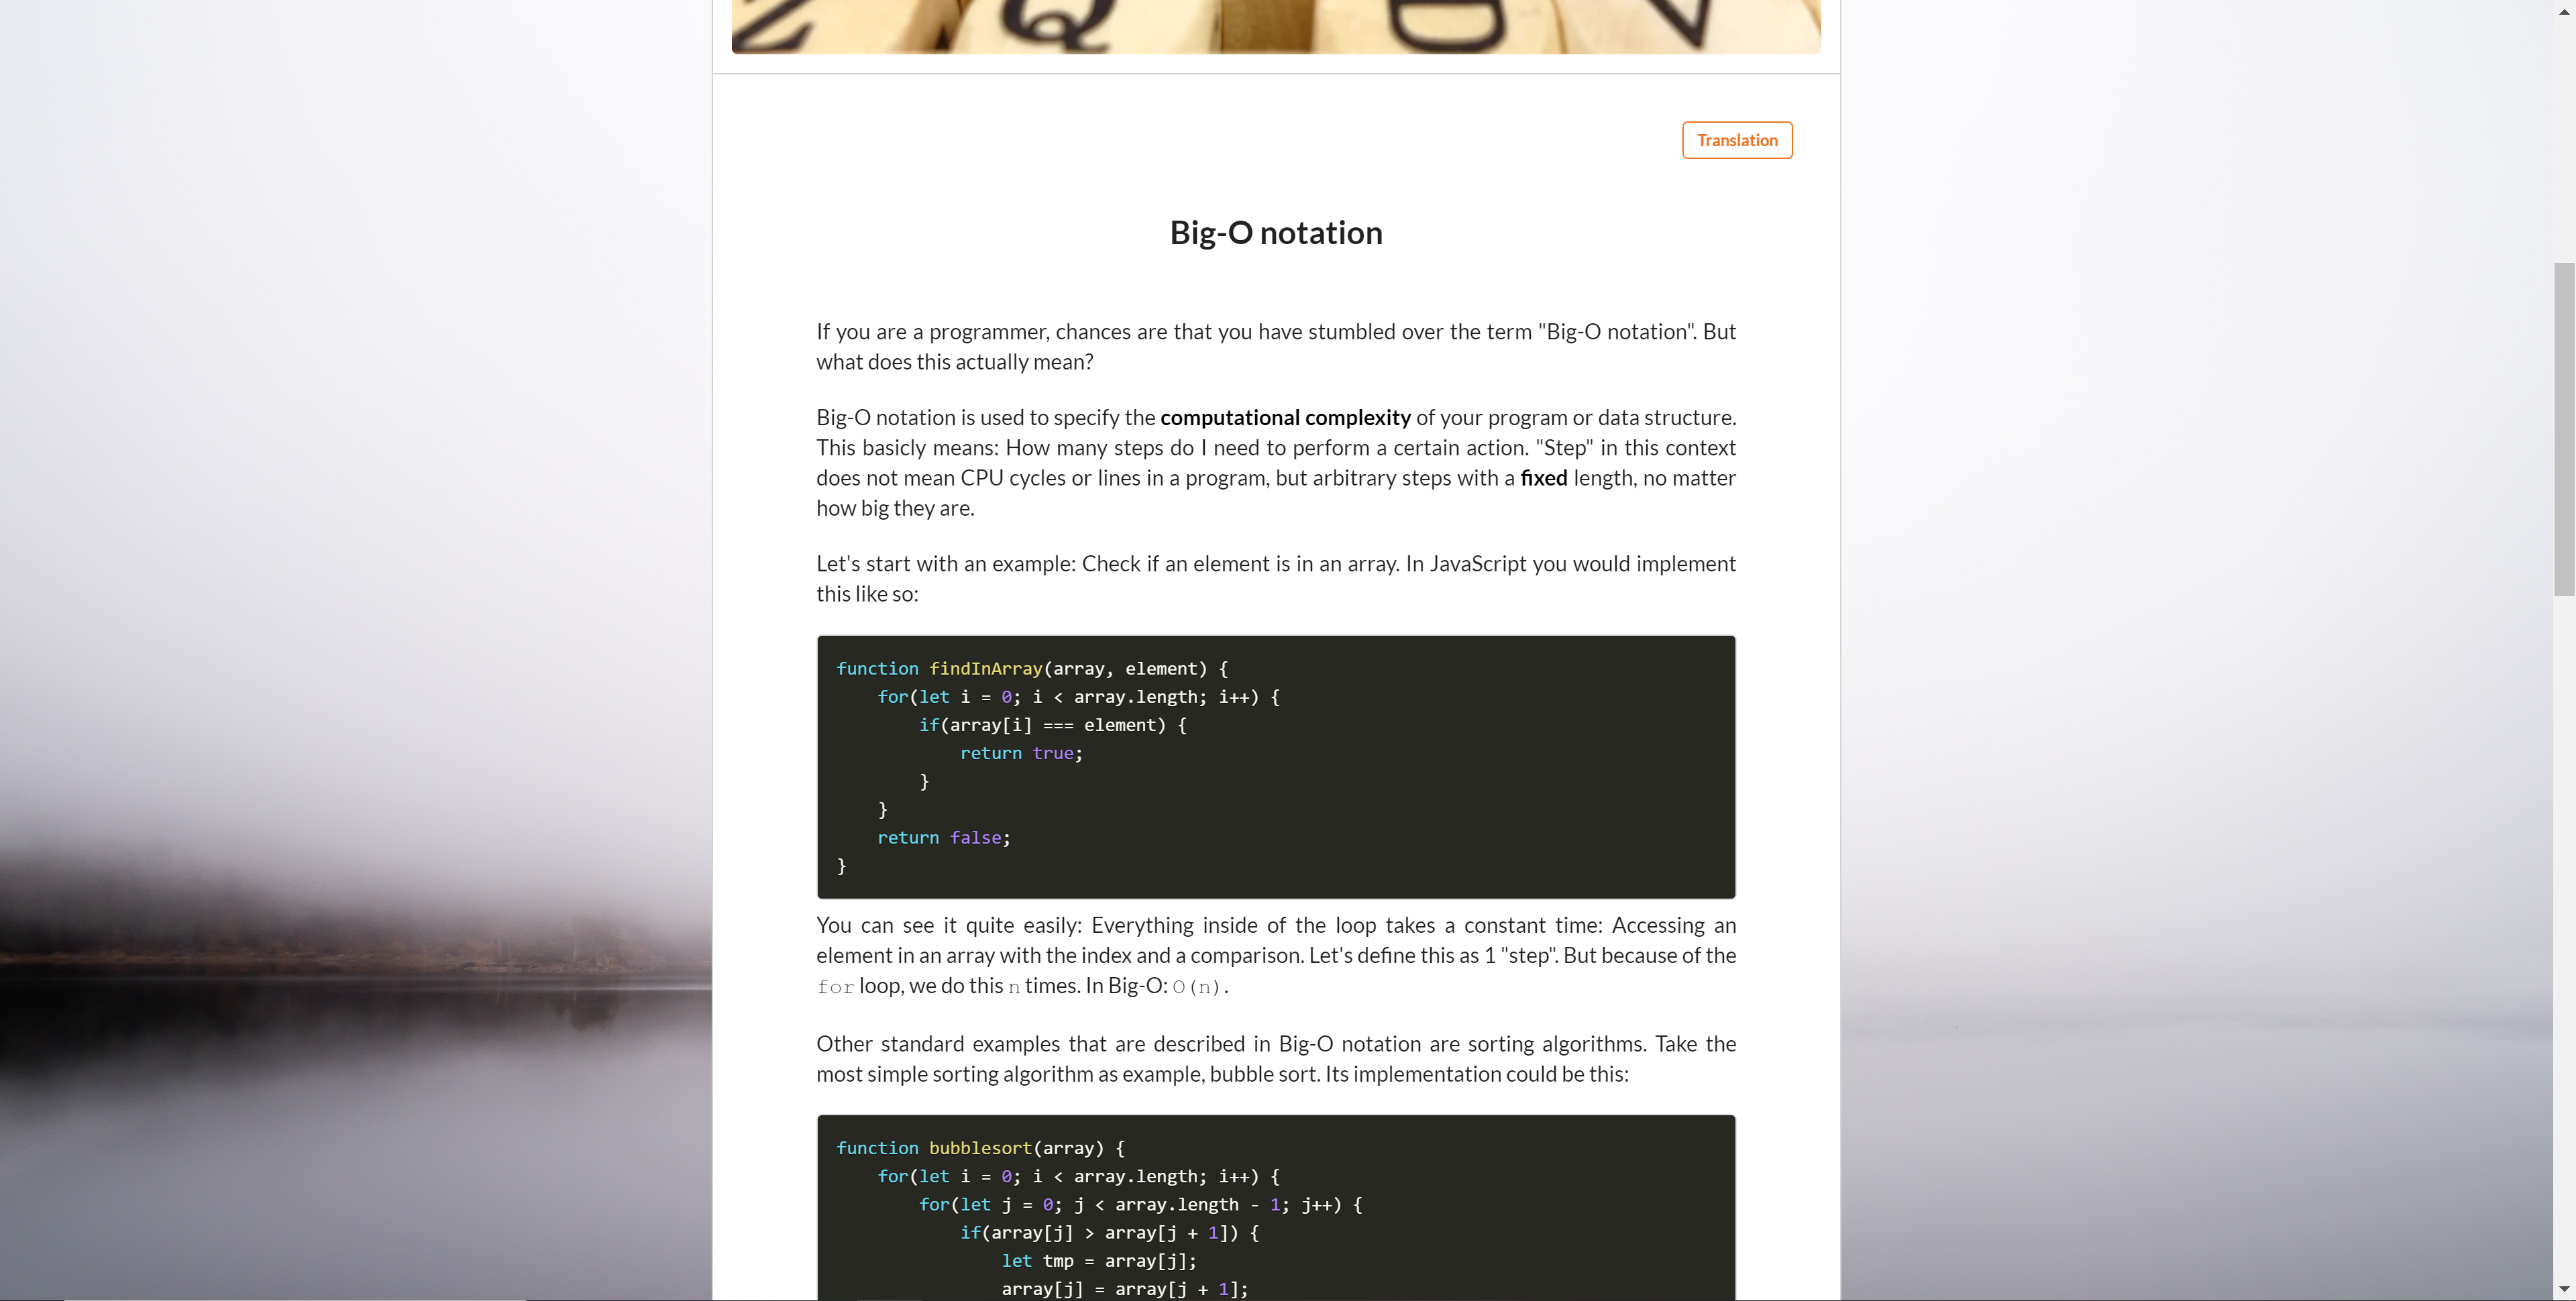 Translation
Big-O notation
If you are a programmer, chances are that you have stumbled over the term "Big-O notation". But
what does this actually mean?
Big-O notation is used to specify the computational complexity of your program or data structure.
This basicly means: How many steps do I need to perform a certain action. "Step" in this context
does not mean CPU cycles or lines in a program, but arbitrary steps with a fixed length, no matter
how big they are.
Let's start with an example: Check if an element is in an array. In JavaScript you would implement
this like so:
function findInArray(array, element) {
    for(let i = 0; i < array.length; i++) {
        if(array[i] === element) {
            return true;
        }
    }
    return false;
}
You can see it quite easily: Everything inside of the loop takes a constant time: Accessing an
element in an array with the index and a comparison. Let's define this as 1 "step". But because of the
for loop, we do this n times. In Big-O: O(n).
Other standard examples that are described in Big-O notation are sorting algorithms. Take the
most simple sorting algorithm as example, bubble sort. Its implementation could be this:
function bubblesort(array) {
    for(let i = 0; i < array.length; i++) {
        for(let j = 0; j < array.length - 1; j++) {
            if(array[j] > array[j + 1]) {
                let tmp = array[j];
                array[j] = array[j + 1];